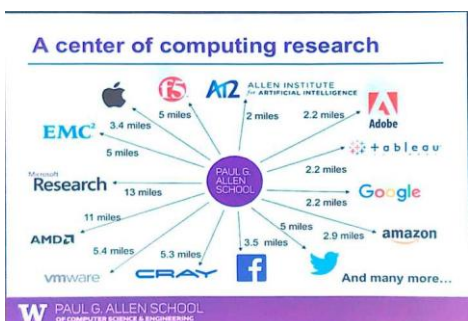 A center of computing research
f5
AI2
ALLEN INSTITUTE
for ARTIFICIAL INTELLIGENCE
5 miles
3.4 miles
2 miles
2.2 miles
Adobe
EMC²
5 miles
+ a b l e a u
2.2 miles
PAUL G.
ALLEN
SCHOOL
Microsoft
Research
13 miles
2.2 miles
Google
11 miles
AMD
5 miles
2.9 miles
amazon
5.4 miles
5.3 miles
3.5 miles
vmware
CRAY
f
And many more...
W PAUL G. ALLEN SCHOOL
OF COMPUTER SCIENCE & ENGINEERING